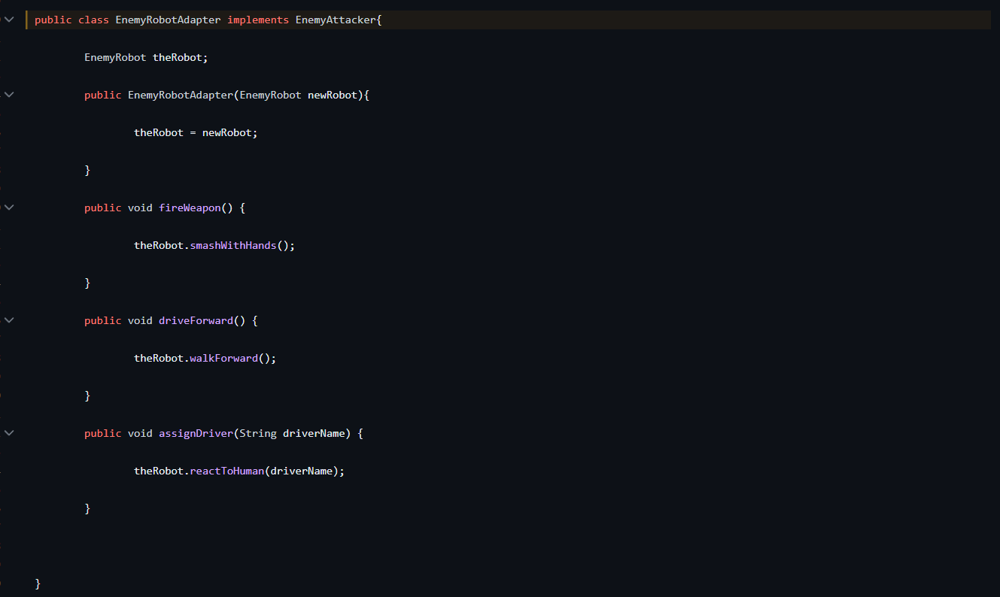 public class EnemyRobotAdapter implements EnemyAttacker{
EnemyRobot theRobot;
public EnemyRobotAdapter(EnemyRobot newRobot){
theRobot = newRobot;
}
public void fireWeapon() {
theRobot.smashWithHands();
}
public void driveForward() {
theRobot.walkForward();
}
public void assignDriver(String driverName) {
theRobot.reactToHuman(driverName);
}
}